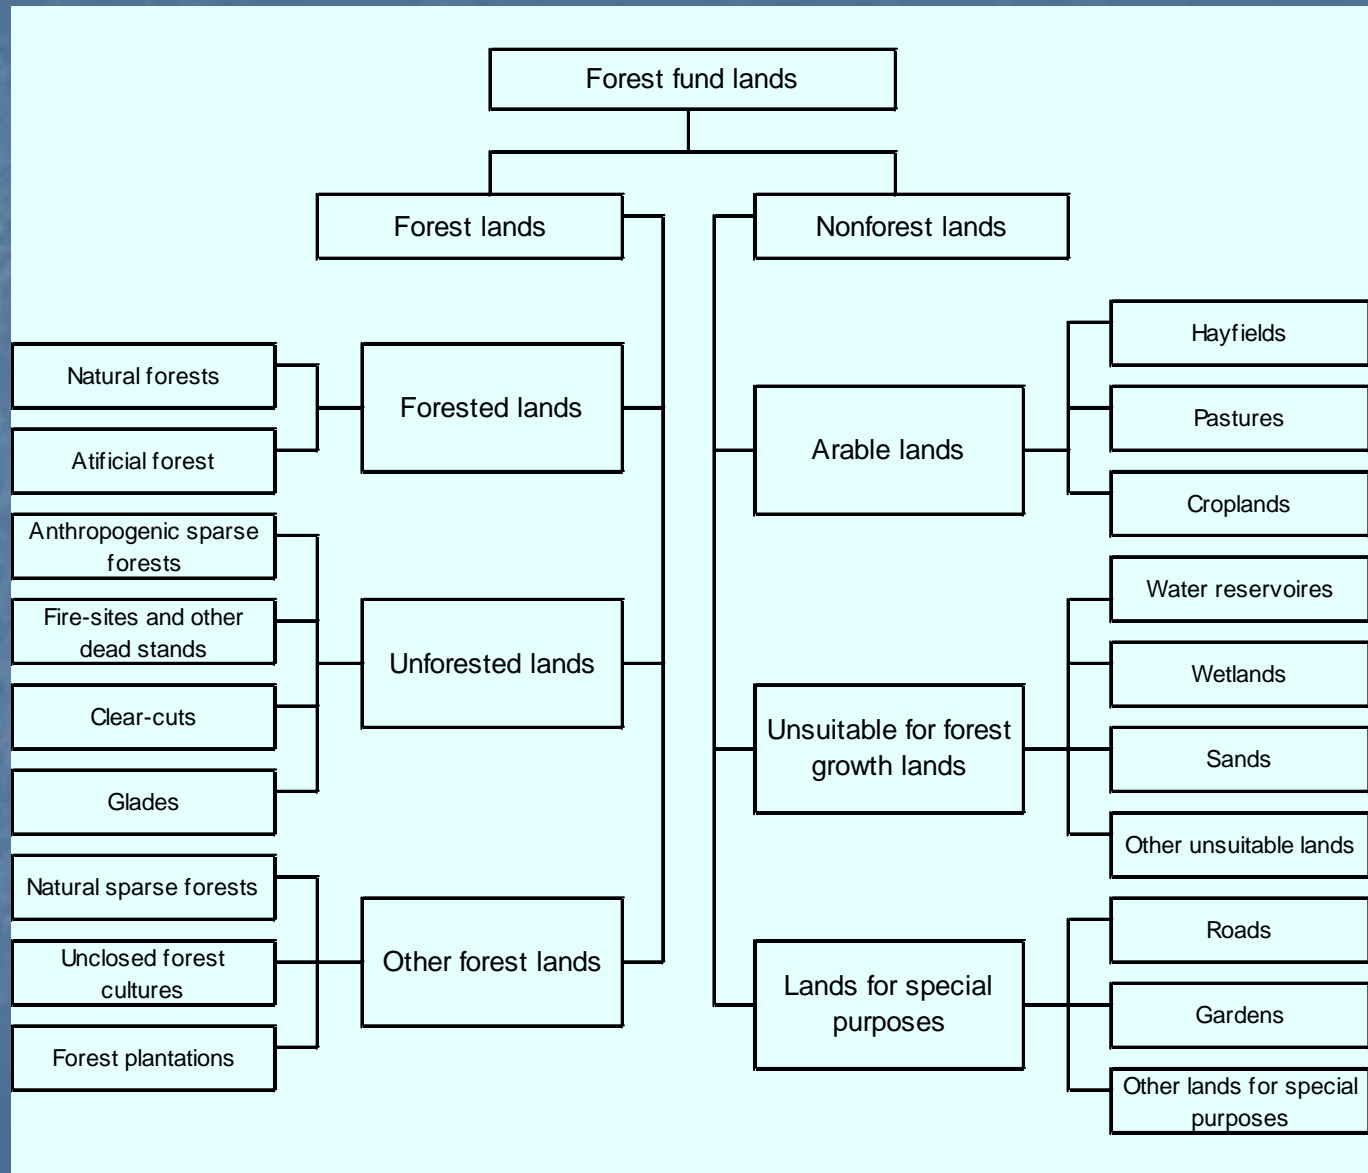 Forest fund lands
Forest lands
Nonforest lands
Natural forests
Atificial forest
Forested lands
Anthropogenic sparse
forests
Fire-sites and other
dead stands
Clear-cuts
Glades
Unforested lands
Natural sparse forests
Unclosed forest
cultures
Forest plantations
Other forest lands
Arable lands
Hayfields
Pastures
Croplands
Unsuitable for forest
growth lands
Water reservoires
Wetlands
Sands
Other unsuitable lands
Lands for special
purposes
Roads
Gardens
Other lands for special
purposes